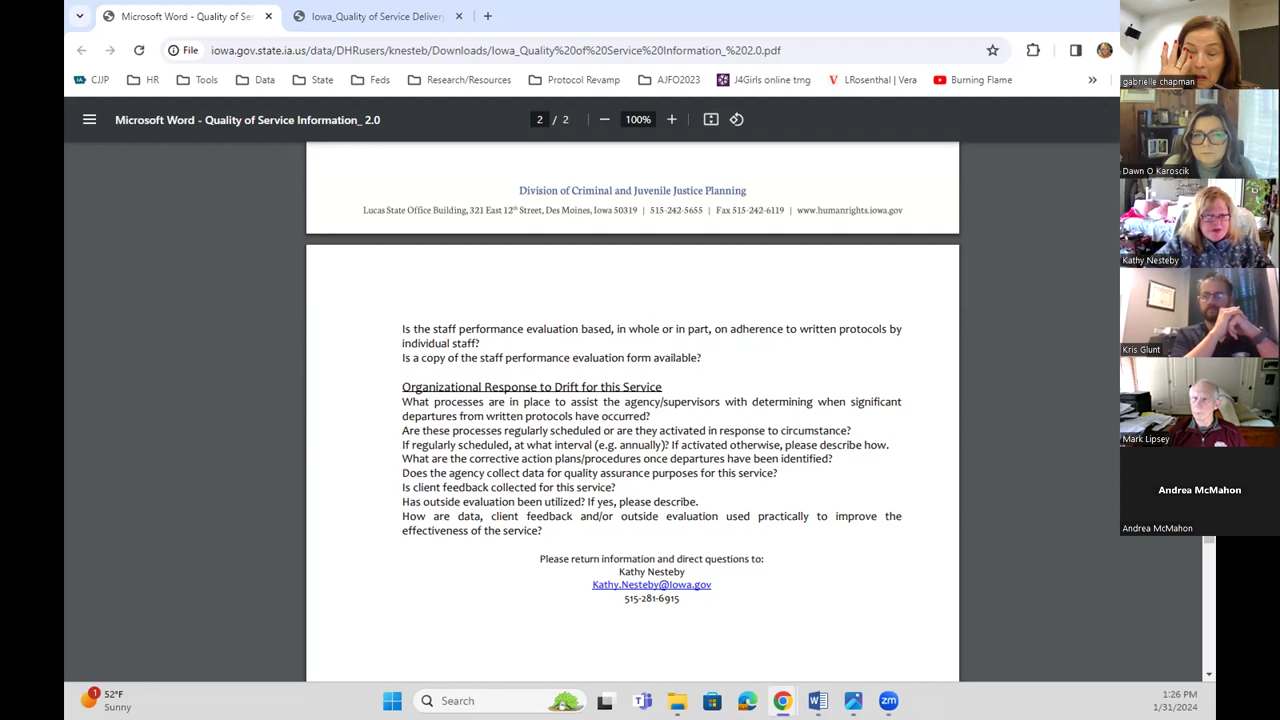 Microsoft Word - Quality of Ser
Iowa_Quality of Service Delivery
File
iowa.gov.state.ia.us/data/DHRusers/knesteb/Downloads/Iowa_Quality%20of%20Service%20Information_%202.0.pdf
CJJP
HR
Tools
Data
State
Feds
Research/Resources
Protocol Revamp
AJFO2023
J4Girls online trng
LRosenthal | Vera
Burning Flame
Microsoft Word - Quality of Service Information_ 2.0
2 / 2
100%
Division of Criminal and Juvenile Justice Planning
Lucas State Office Building, 321 East 12th Street, Des Moines, Iowa 50319 | 515-242-5655 | Fax 515-242-6119 | www.humanrights.iowa.gov
Is the staff performance evaluation based, in whole or in part, on adherence to written protocols by
individual staff?
Is a copy of the staff performance evaluation form available?
Organizational Response to Drift for this Service
What processes are in place to assist the agency/supervisors with determining when significant
departures from written protocols have occurred?
Are these processes regularly scheduled or are they activated in response to circumstance?
If regularly scheduled, at what interval (e.g. annually)? If activated otherwise, please describe how.
What are the corrective action plans/procedures once departures have been identified?
Does the agency collect data for quality assurance purposes for this service?
Is client feedback collected for this service?
Has outside evaluation been utilized? If yes, please describe.
How are data, client feedback and/or outside evaluation used practically to improve the
effectiveness of the service?
Please return information and direct questions to:
Kathy Nesteby
Kathy.Nesteby@Iowa.gov
515-281-6915
gabrielle chapman
Dawn O Karoscik
Kathy Nesteby
Kris Glunt
Mark Lipsey
Andrea McMahon
Andrea McMahon
1
52°F
Sunny
Search
zm
1:26 PM
1/31/2024